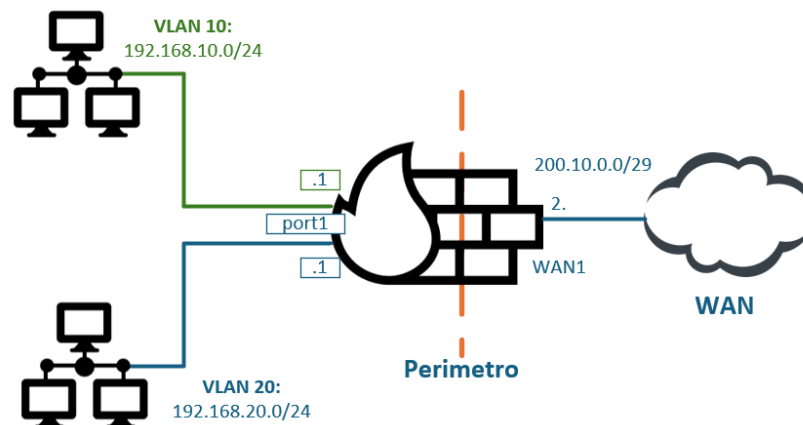 VLAN 10:
192.168.10.0/24
.1
port1
.1
200.10.0.0/29
2.
WAN1
WAN
Perimetro
VLAN 20:
192.168.20.0/24